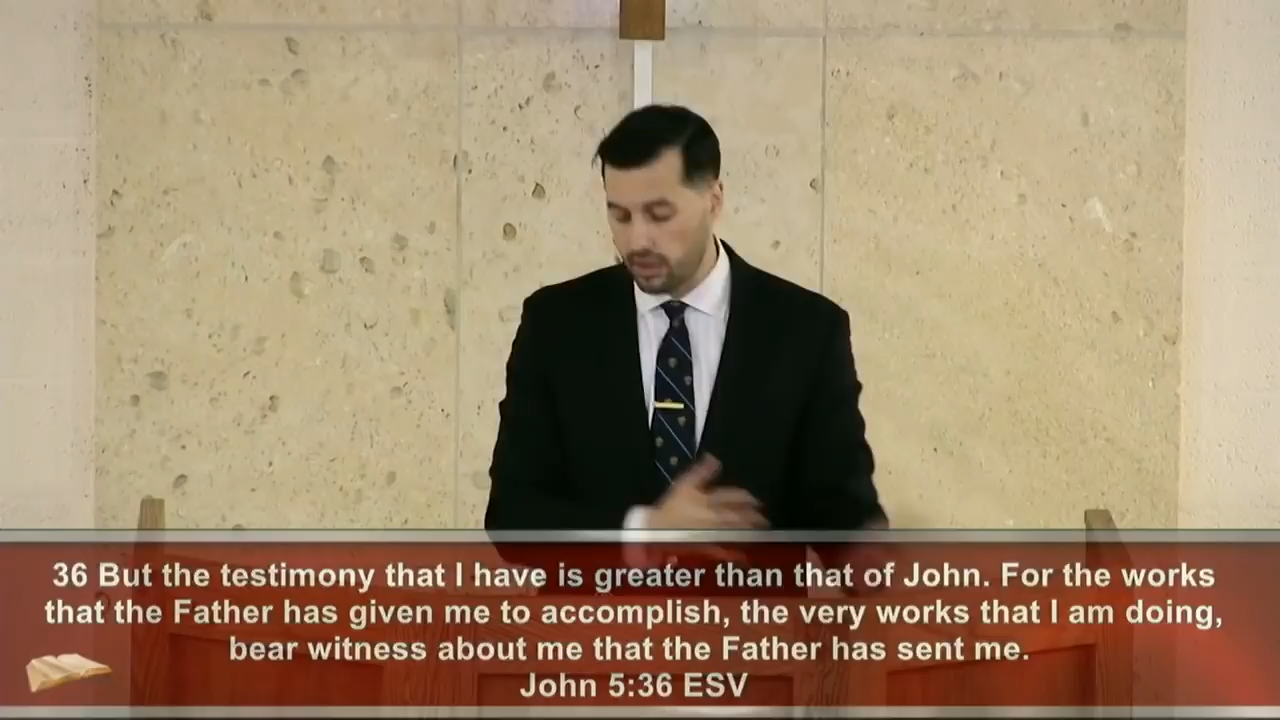 36 But the testimony that I have is greater than that of John. For the works
that the Father has given me to accomplish, the very works that I am doing,
bear witness about me that the Father has sent me.
John 5:36 ESV